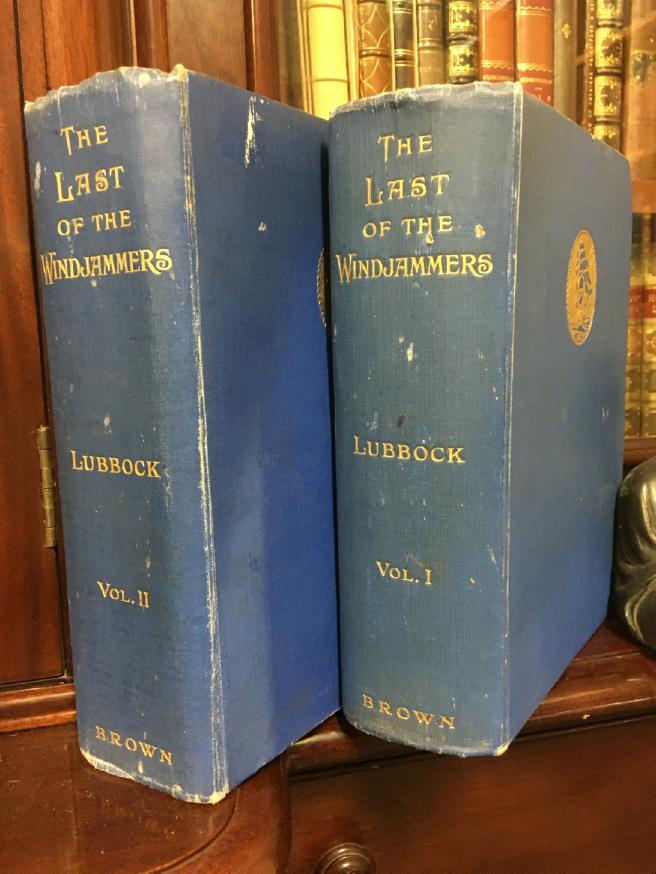 THE
LAST
OF THE
WINDJAMMERS
LUBBOCK
VOL. II
BROWN
THE
LAST
OF THE
WINDJAMMERS
LUBBOCK
VOL. I
BROWN